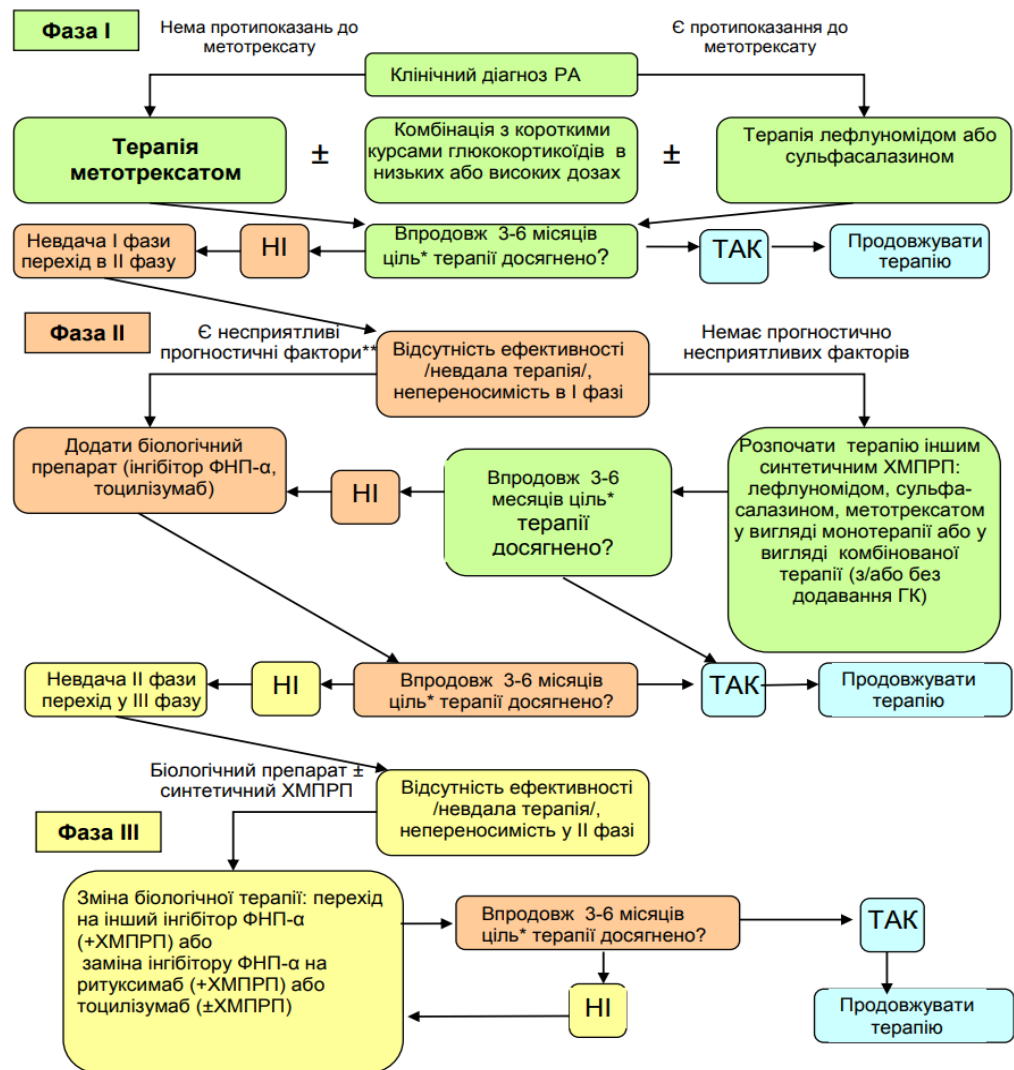 Фаза I
Нема протипоказань до
метотрексату
Є протипоказання до
метотрексату
Клінічний діагноз РА
Терапія
метотрексатом
±
Комбінація з короткими
курсами глюкокортикоїдів в
низьких або високих дозах
±
Терапія лефлуномідом або
сульфасалазином
Невдача I фази
перехід в II фазу
НІ
Впродовж 3-6 місяців
ціль* терапії досягнено?
ТАК
Продовжувати
терапію
Фаза II
Є несприятливі
прогностичні фактори**
Відсутність ефективності
/невдала терапія/,
непереносимість в I фазі
Немає прогностично
несприятливих факторів
Додати біологічний
препарат (інгібітор ФНП-α,
тоцилізумаб)
НІ
Впродовж 3-6
месяців ціль*
терапії
досягнено?
Розпочати терапію іншим
синтетичним ХМПРП:
лефлуномідом, сульфа-
салазином, метотрексатом
у вигляді монотерапії або у
вигляді комбінованої
терапії (з/або без
додавання ГК)
Невдача II фази
перехід у III фазу
НІ
Впродовж 3-6 місяців
ціль* терапії досягнено?
ТАК
Продовжувати
терапію
Біологічний препарат ±
синтетичний ХМПРП
Відсутність ефективності
/невдала терапія/,
непереносимість у II фазі
Фаза III
Зміна біологічної терапії: перехід
на інший інгібітор ФНП-α
(+ХМПРП) або
заміна інгібітору ФНП-α на
ритуксимаб (+ХМПРП) або
тоцилізумаб (±ХМПРП)
Впродовж 3-6 місяців
ціль* терапії досягнено?
ТАК
НІ
Продовжувати
терапію